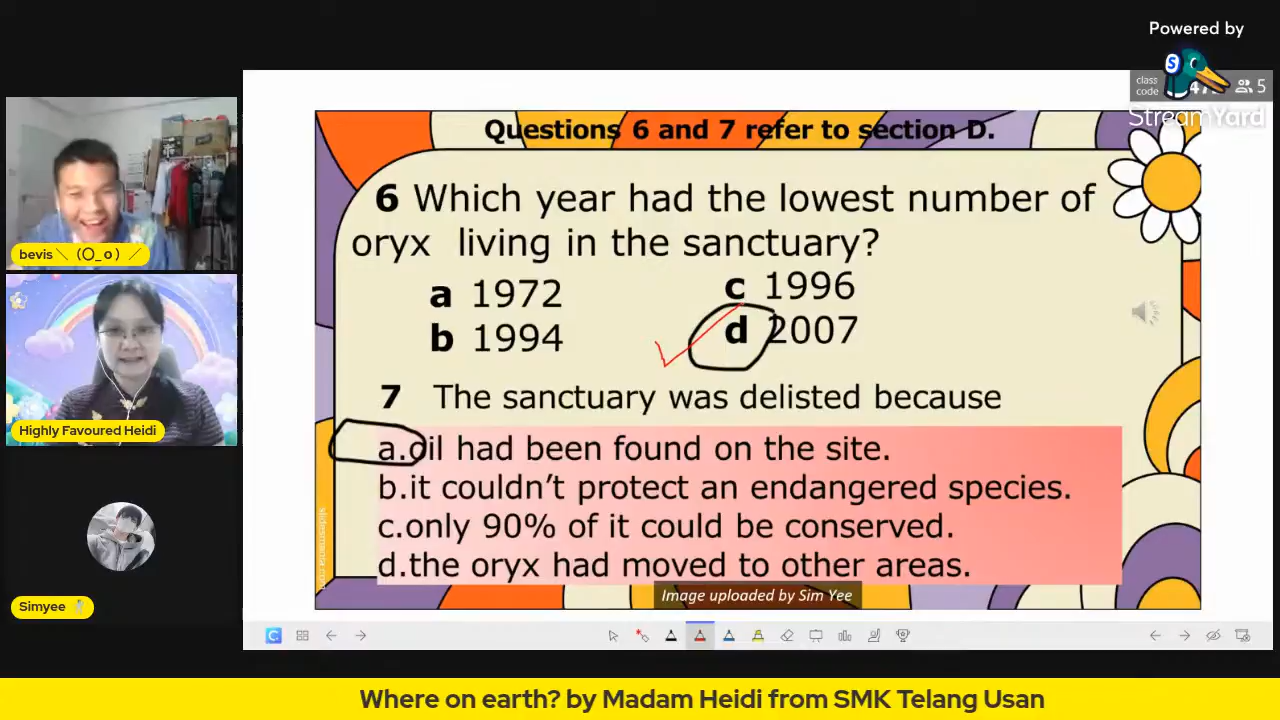 Powered by
class
code
47
5
StreamYard
Questions 6 and 7 refer to section D.
6 Which year had the lowest number of
oryx living in the sanctuary?
a 1972
c 1996
b 1994
d 2007
7 The sanctuary was delisted because
a.oil had been found on the site.
b.it couldn't protect an endangered species.
c.only 90% of it could be conserved.
d.the oryx had moved to other areas.
Image uploaded by Sim Yee
slidesmania.com
bevis＼（〇_ｏ）／
Highly Favoured Heidi
Simyee
Where on earth? by Madam Heidi from SMK Telang Usan